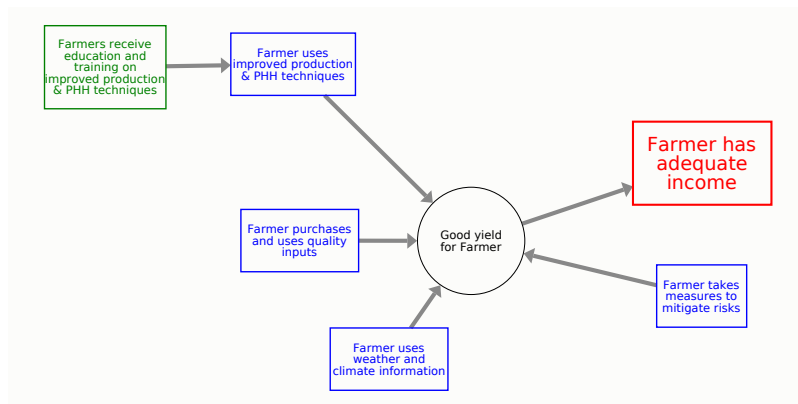 Farmers receive
education and
training on
improved production
& PHH techniques
Farmer uses
improved production
& PHH techniques
Farmer has
adequate
income
Farmer purchases
and uses quality
inputs
Good yield
for Farmer
Farmer takes
measures to
mitigate risks
Farmer uses
weather and
climate information